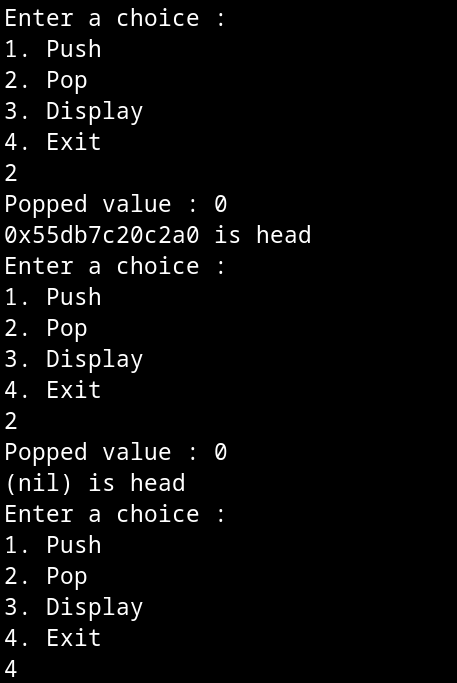 Enter a choice :
1. Push
2. Pop
3. Display
4. Exit
2
Popped value : 0
0x55db7c20c2a0 is head
Enter a choice :
1. Push
2. Pop
3. Display
4. Exit
2
Popped value : 0
(nil) is head
Enter a choice :
1. Push
2. Pop
3. Display
4. Exit
4